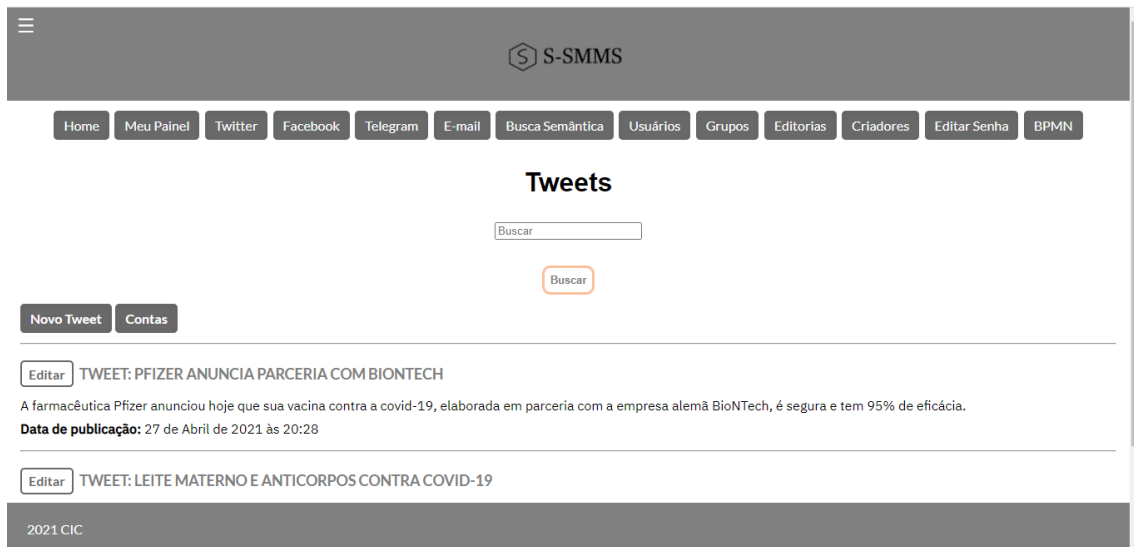 ☰
S-SMMS
Home Meu Painel Twitter Facebook Telegram E-mail Busca Semântica Usuários Grupos Editorias Criadores Editar Senha BPMN
Tweets
Buscar
Buscar
Novo Tweet Contas
Editar TWEET: PFIZER ANUNCIA PARCERIA COM BIONTECH
A farmacêutica Pfizer anunciou hoje que sua vacina contra a covid-19, elaborada em parceria com a empresa alemã BioNTech, é segura e tem 95% de eficácia.
Data de publicação: 27 de Abril de 2021 às 20:28
Editar TWEET: LEITE MATERNO E ANTICORPOS CONTRA COVID-19
2021 CIC